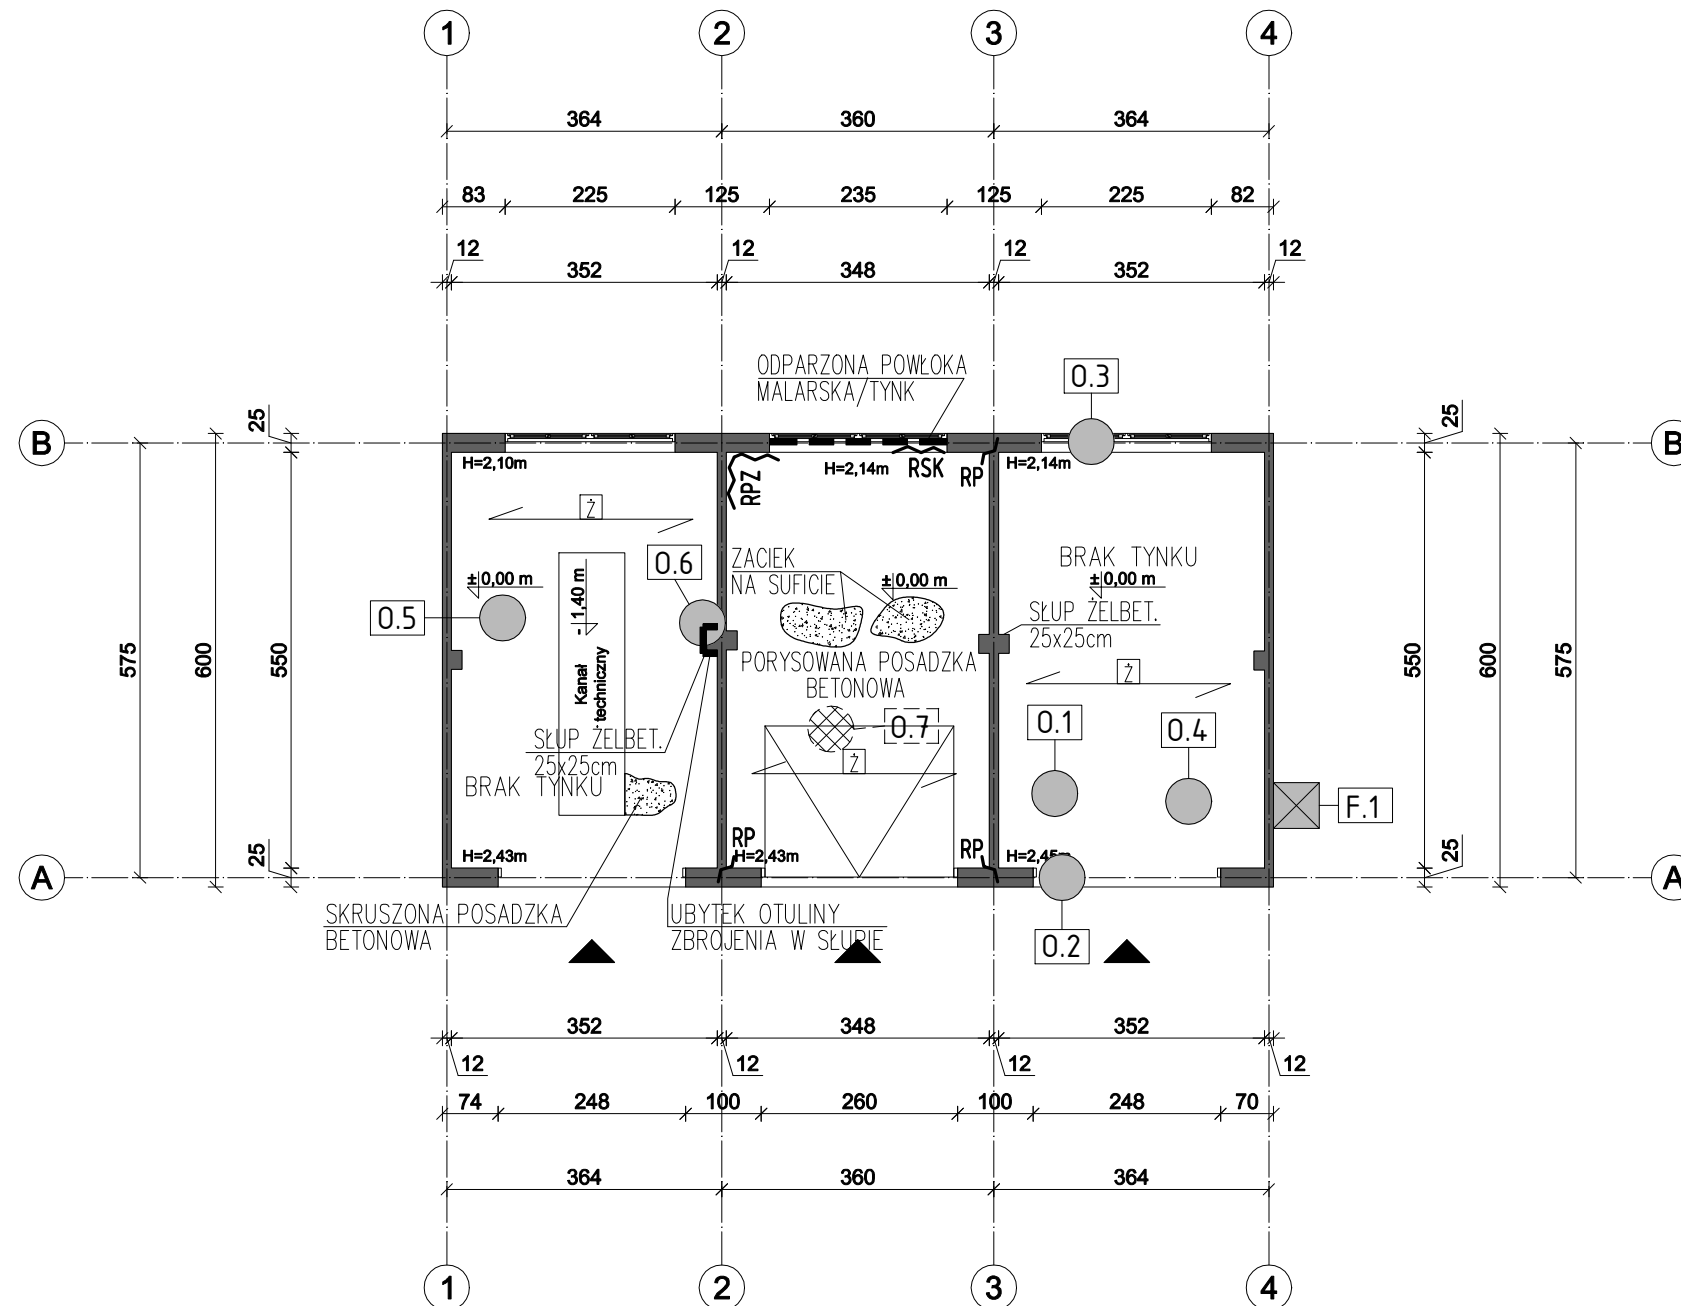 1 2 3 4
364 360 364
83 225 125 235 125 225 82
12 12 12 12
352 348 352
ODPARZONA POWŁOKA
MALARSKA/TYNK
0.3
B B
25 25
H=2,10m H=2,14m RSK RP H=2,14m
RPZ
Ż
0.6
ZACIEK
NA SUFICIE
BRAK TYNKU
±0,00 m ±0,00 m ±0,00 m
- 1,40 m
0.5
SŁUP ŻELBET.
25x25cm
575 600 550
550 600 575
Kanał
techniczny
PORYSOWANA POSADZKA
BETONOWA
Ż
0.7
0.1 0.4
SŁUP ŻELBET.
25x25cm
Ż
BRAK TYNKU
F.1
RP RP
H=2,43m H=2,43m H=2,45m
25 25
A A
SKRUSZONA POSADZKA
BETONOWA
UBYTEK OTULINY
ZBROJENIA W SŁUPIE
0.2
352 348 352
12 12 12 12
74 248 100 260 100 248 70
364 360 364
1 2 3 4